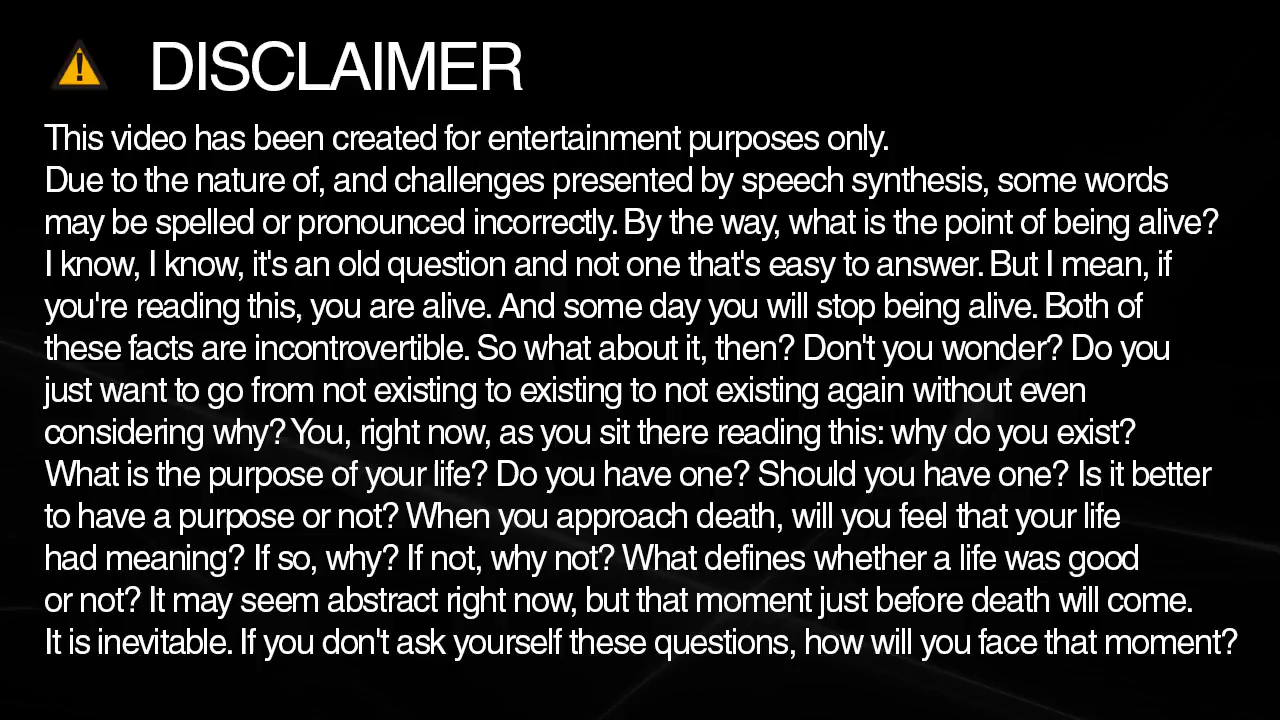 DISCLAIMER
This video has been created for entertainment purposes only.
Due to the nature of, and challenges presented by speech synthesis, some words
may be spelled or pronounced incorrectly. By the way, what is the point of being alive?
I know, I know, it's an old question and not one that's easy to answer. But I mean, if
you're reading this, you are alive. And some day you will stop being alive. Both of
these facts are incontrovertible. So what about it, then? Don't you wonder? Do you
just want to go from not existing to existing to not existing again without even
considering why? You, right now, as you sit there reading this: why do you exist?
What is the purpose of your life? Do you have one? Should you have one? Is it better
to have a purpose or not? When you approach death, will you feel that your life
had meaning? If so, why? If not, why not? What defines whether a life was good
or not? It may seem abstract right now, but that moment just before death will come.
It is inevitable. If you don't ask yourself these questions, how will you face that moment?